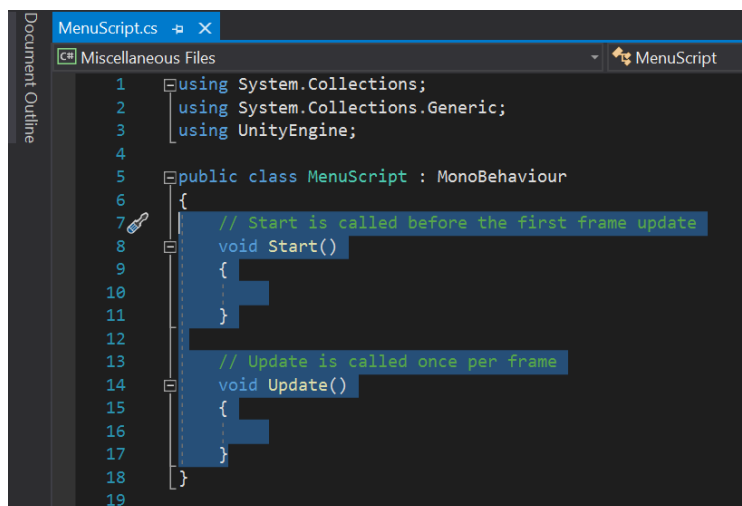 Document Outline
MenuScript.cs
C# Miscellaneous Files
MenuScript
1 using System.Collections;
2 using System.Collections.Generic;
3 using UnityEngine;
4
5 public class MenuScript : MonoBehaviour
6 {
7 // Start is called before the first frame update
8 void Start()
9 {
10
11 }
12
13 // Update is called once per frame
14 void Update()
15 {
16
17 }
18 }
19